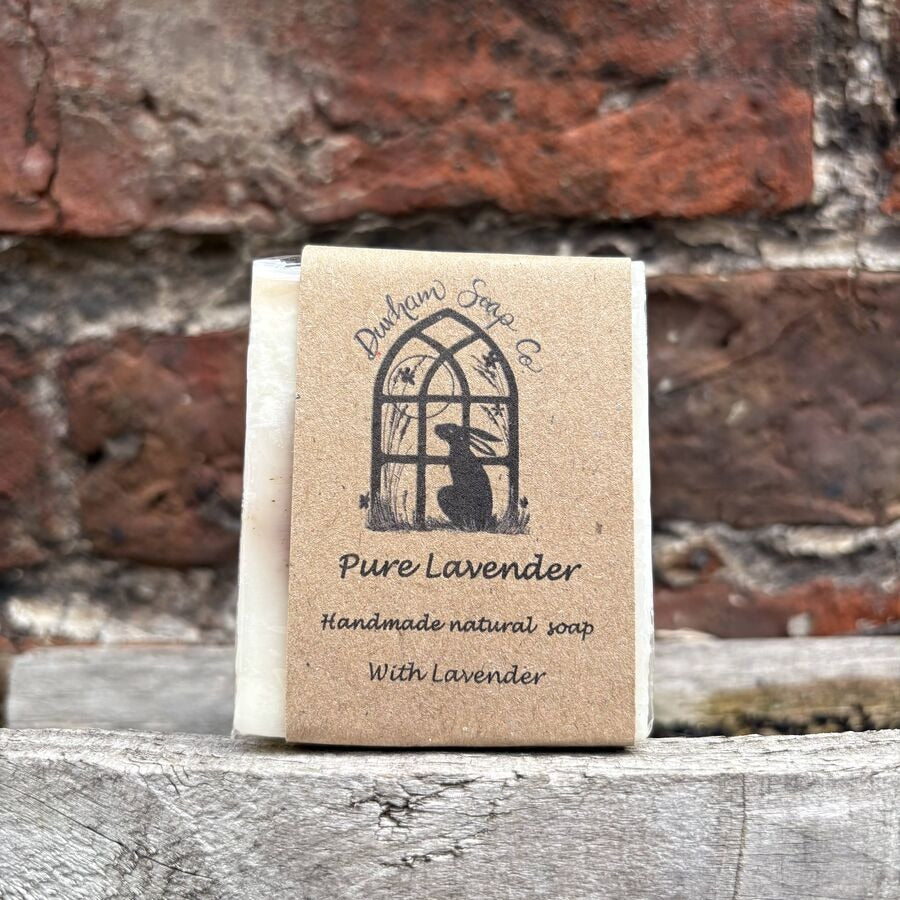 Durham Soap Co
Pure Lavender
Handmade natural soap
With Lavender